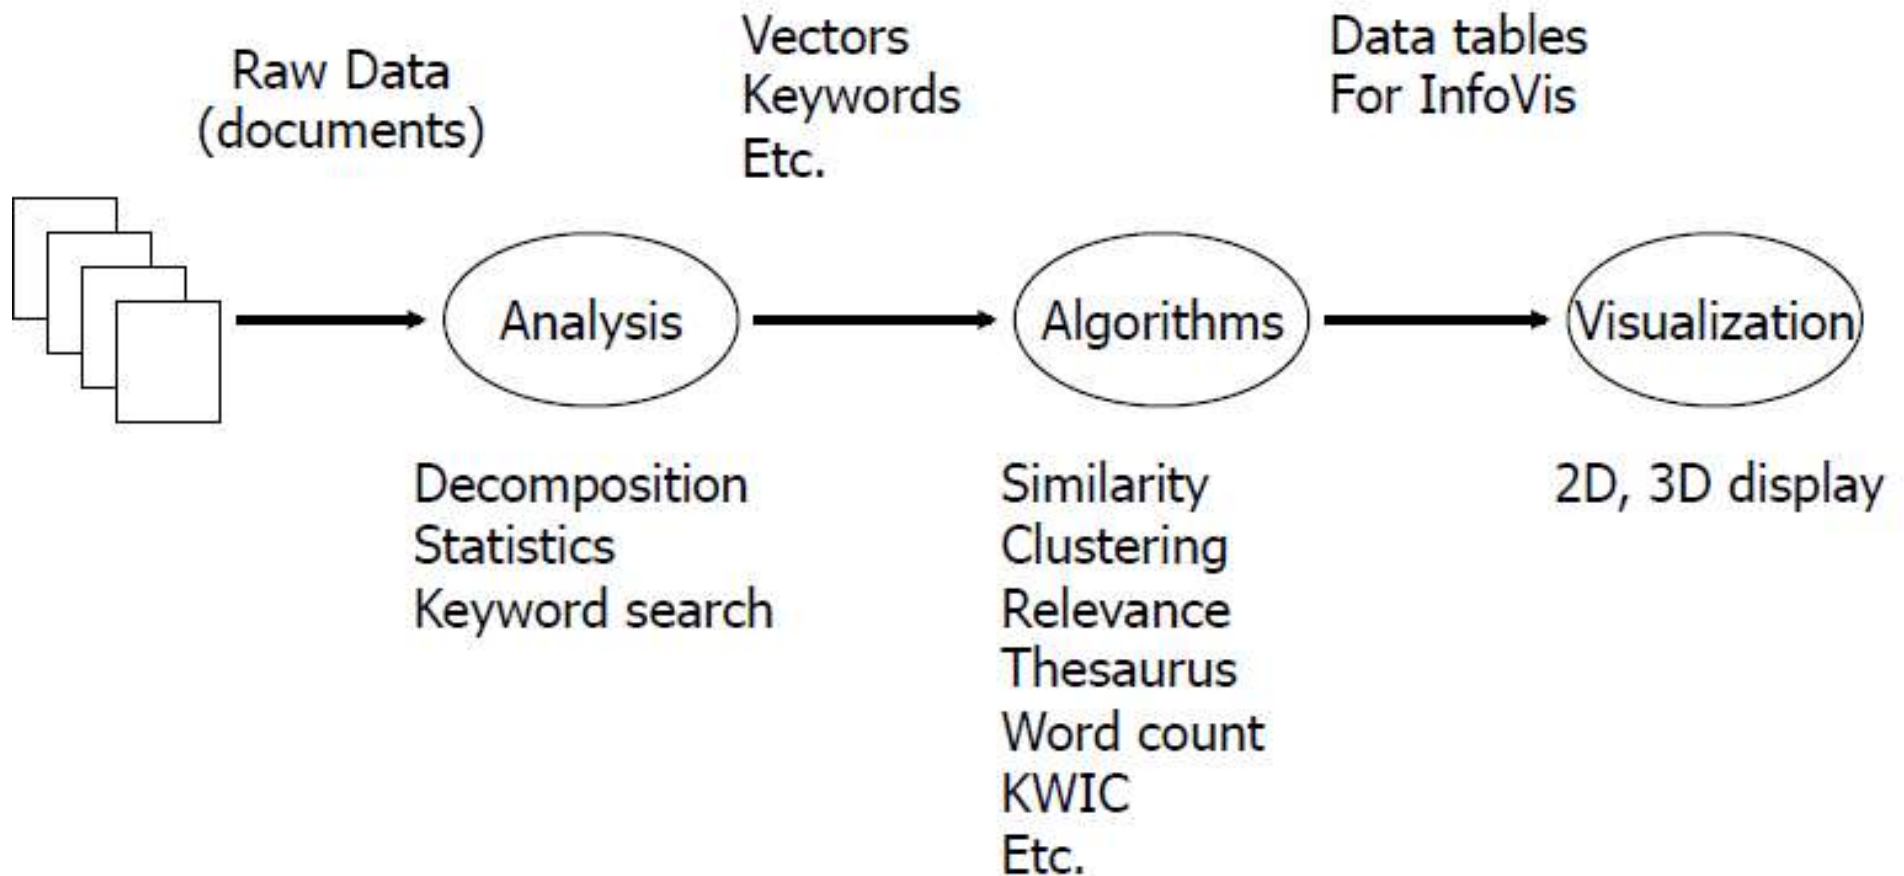 Raw Data
(documents)
Vectors
Keywords
Etc.
Data tables
For InfoVis
Analysis
Algorithms
Visualization
Decomposition
Statistics
Keyword search
Similarity
Clustering
Relevance
Thesaurus
Word count
KWIC
Etc.
2D, 3D display